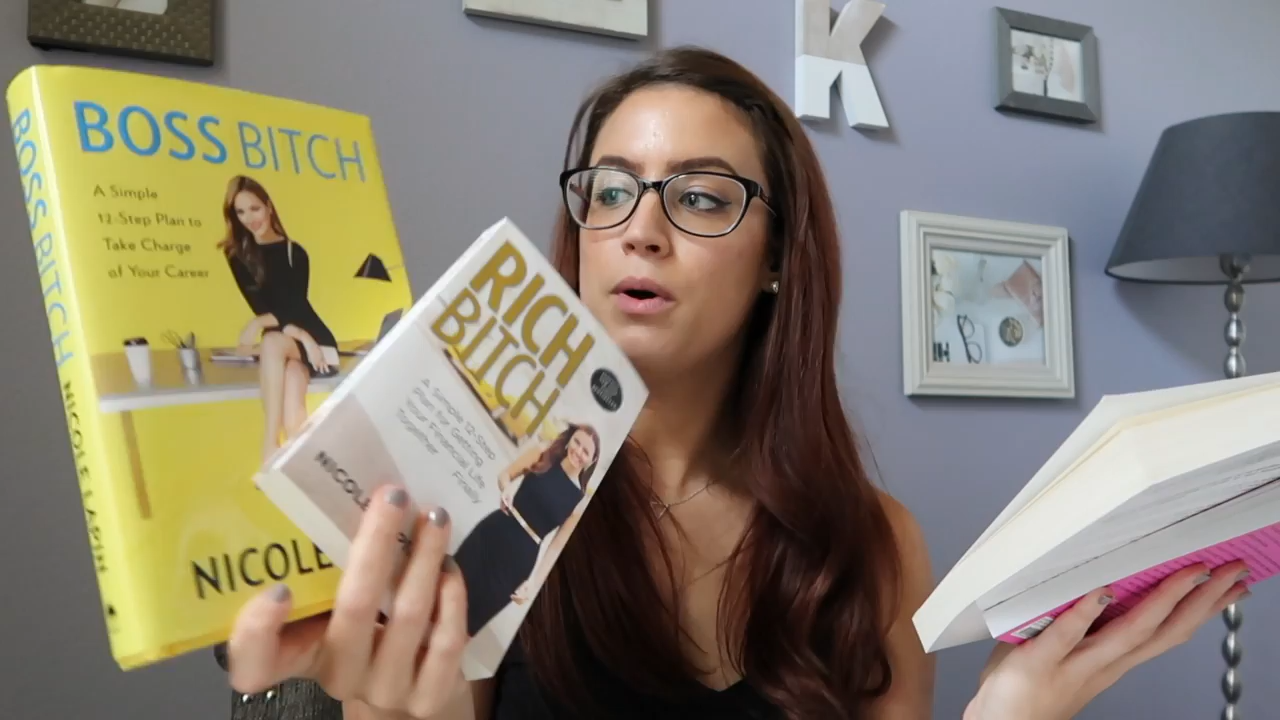 BOSS BITCH
A Simple
12-Step Plan to
Take Charge
of Your Career
NICOLE
BOSS BITCH NICOLE LAPIN
RICH
BITCH
A Simple 12-Step
Plan for Getting
Your Financial Life
Together
Finally
NICOLE
K